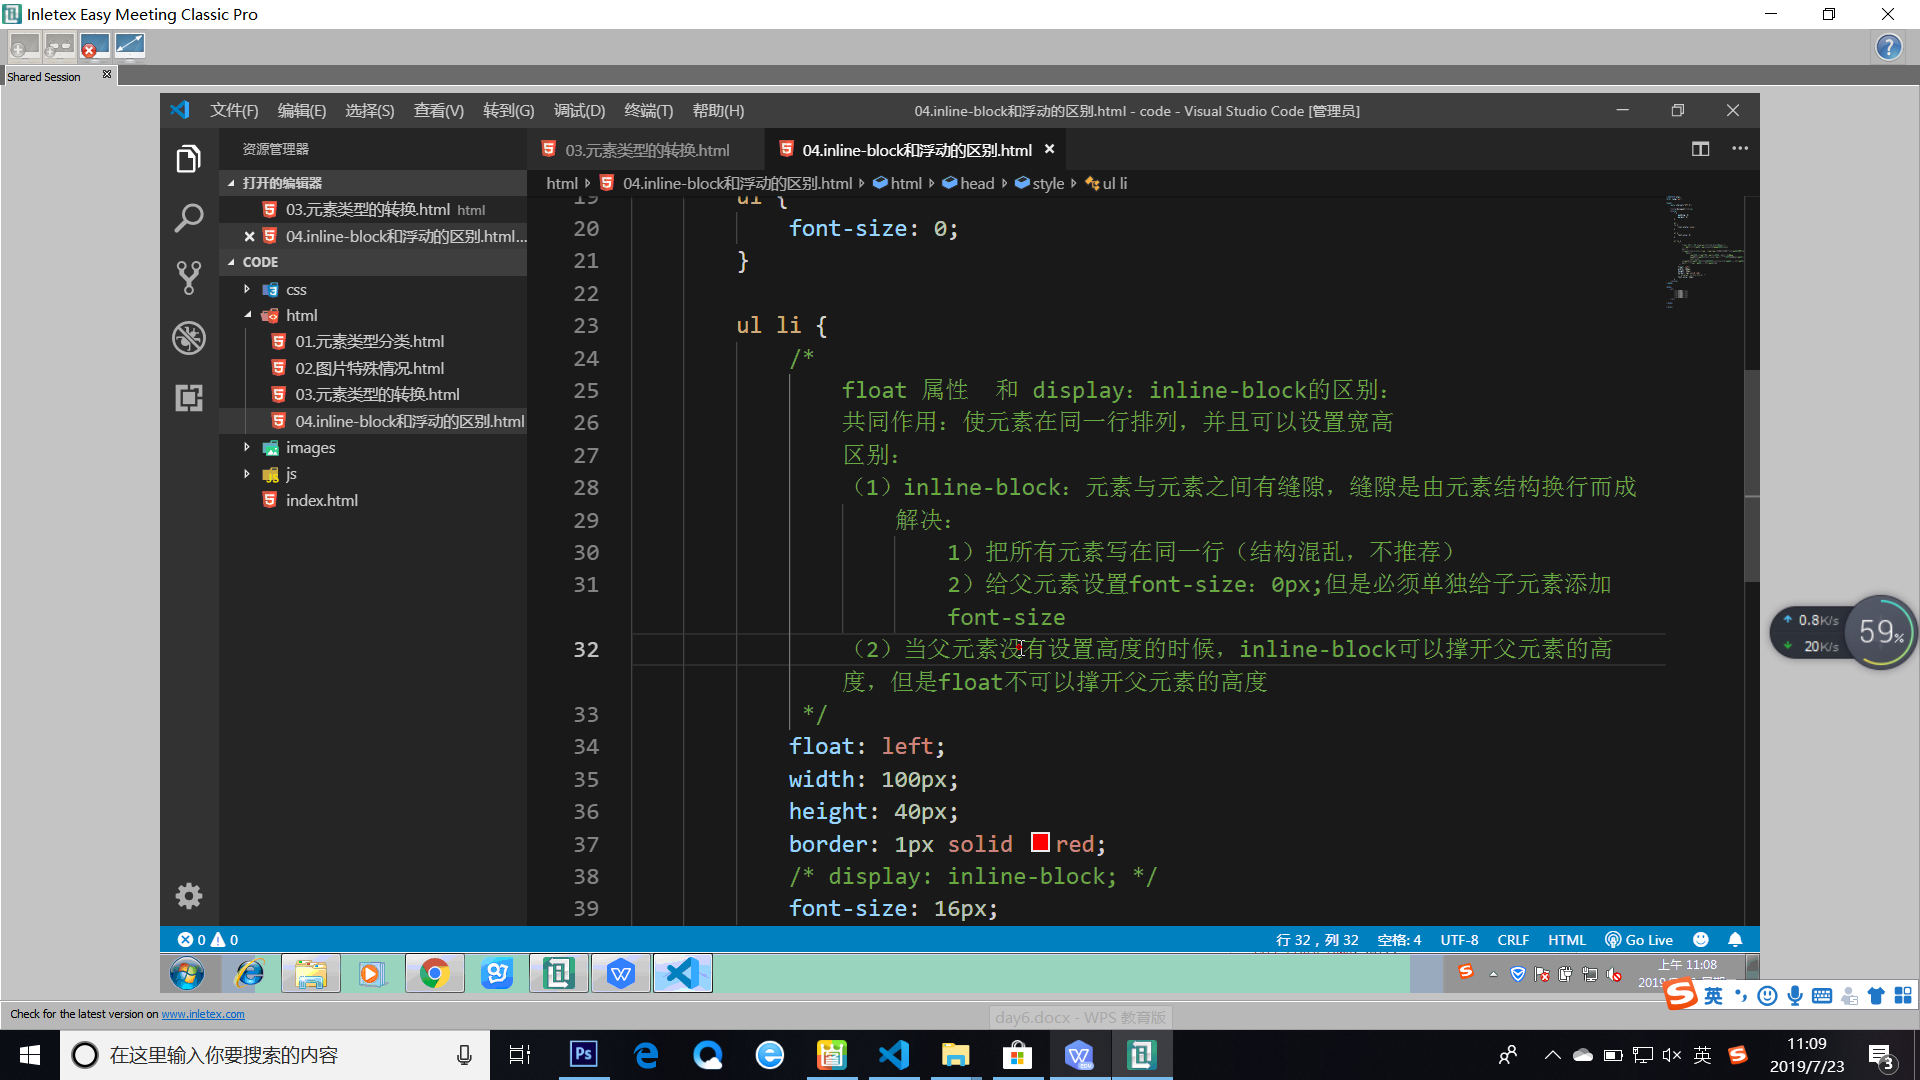 Inletex Easy Meeting Classic Pro
Shared Session
文件(F) 编辑(E) 选择(S) 查看(V) 转到(G) 调试(D) 终端(T) 帮助(H)
04.inline-block和浮动的区别.html - code - Visual Studio Code [管理员]
资源管理器
打开的编辑器
03.元素类型的转换.html html
04.inline-block和浮动的区别.html...
CODE
css
html
01.元素类型分类.html
02.图片特殊情况.html
03.元素类型的转换.html
04.inline-block和浮动的区别.html
images
js
index.html
03.元素类型的转换.html
04.inline-block和浮动的区别.html
html 04.inline-block和浮动的区别.html html head style ul li
19 ul {
20 font-size: 0;
21 }
22
23 ul li {
24 /*
25 float 属性 和 display：inline-block的区别：
26 共同作用：使元素在同一行排列，并且可以设置宽高
27 区别：
28 （1）inline-block：元素与元素之间有缝隙，缝隙是由元素结构换行而成
29 解决：
30 1）把所有元素写在同一行（结构混乱，不推荐）
31 2）给父元素设置font-size：0px;但是必须单独给子元素添加
font-size
32 （2）当父元素没有设置高度的时候，inline-block可以撑开父元素的高
度，但是float不可以撑开父元素的高度
33 */
34 float: left;
35 width: 100px;
36 height: 40px;
37 border: 1px solid red;
38 /* display: inline-block; */
39 font-size: 16px;
0.8K/s
20K/s
59%
0 0
行 32，列 32 空格: 4 UTF-8 CRLF HTML Go Live
上午 11:08
英
Check for the latest version on www.inletex.com
day6.docx - WPS 教育版
在这里输入你要搜索的内容
英
11:09
2019/7/23
3